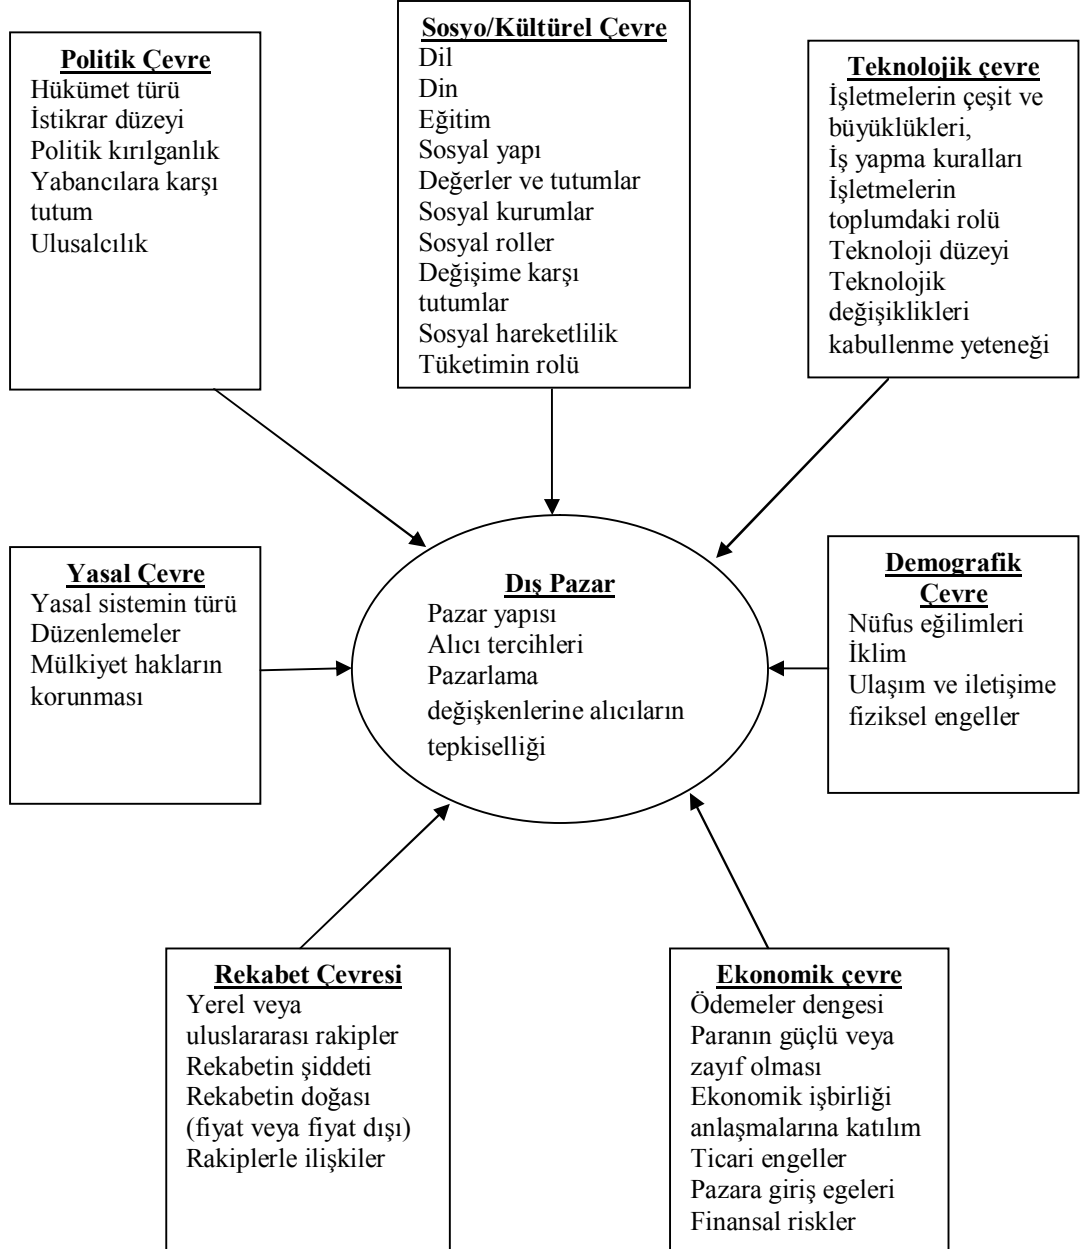 Politik Çevre
Hükümet türü
İstikrar düzeyi
Politik kırılganlık
Yabancılara karşı
tutum
Ulusalcılık
Sosyo/Kültürel Çevre
Dil
Din
Eğitim
Sosyal yapı
Değerler ve tutumlar
Sosyal kurumlar
Sosyal roller
Değişime karşı
tutumlar
Sosyal hareketlilik
Tüketimin rolü
Teknolojik çevre
İşletmelerin çeşit ve
büyüklükleri,
İş yapma kuralları
İşletmelerin
toplumdaki rolü
Teknoloji düzeyi
Teknolojik
değişiklikleri
kabullenme yeteneği
Yasal Çevre
Yasal sistemin türü
Düzenlemeler
Mülkiyet hakların
korunması
Dış Pazar
Pazar yapısı
Alıcı tercihleri
Pazarlama
değişkenlerine alıcıların
tepkiselliği
Demografik
Çevre
Nüfus eğilimleri
İklim
Ulaşım ve iletişime
fiziksel engeller
Rekabet Çevresi
Yerel veya
uluslararası rakipler
Rekabetin şiddeti
Rekabetin doğası
(fiyat veya fiyat dışı)
Rakiplerle ilişkiler
Ekonomik çevre
Ödemeler dengesi
Paranın güçlü veya
zayıf olması
Ekonomik işbirliği
anlaşmalarına katılım
Ticari engeller
Pazara giriş egeleri
Finansal riskler